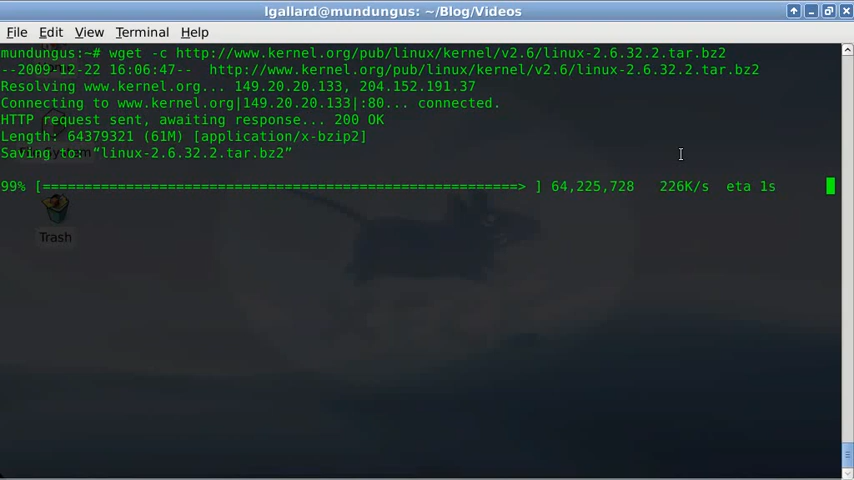 lgallard@mundungus: ~/Blog/Videos
File Edit View Terminal Help
mundungus:~# wget -c http://www.kernel.org/pub/linux/kernel/v2.6/linux-2.6.32.2.tar.bz2
--2009-12-22 16:06:47-- http://www.kernel.org/pub/linux/kernel/v2.6/linux-2.6.32.2.tar.bz2
Resolving www.kernel.org... 149.20.20.133, 204.152.191.37
Connecting to www.kernel.org|149.20.20.133|:80... connected.
HTTP request sent, awaiting response... 200 OK
Length: 64379321 (61M) [application/x-bzip2]
Saving to: “linux-2.6.32.2.tar.bz2”
99% [=========================================================> ] 64,225,728 226K/s eta 1s
Trash